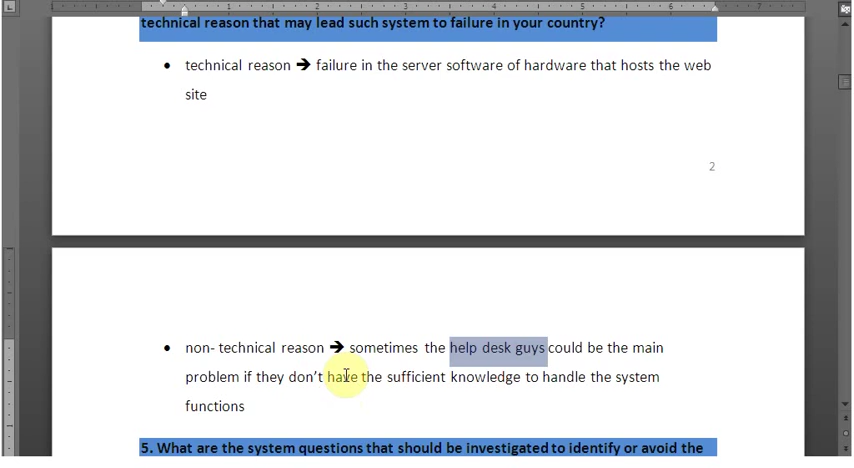 technical reason that may lead such system to failure in your country?
• technical reason ➔ failure in the server software of hardware that hosts the web
site
2
• non- technical reason ➔ sometimes the help desk guys could be the main
problem if they don’t have the sufficient knowledge to handle the system
functions
5. What are the system questions that should be investigated to identify or avoid the